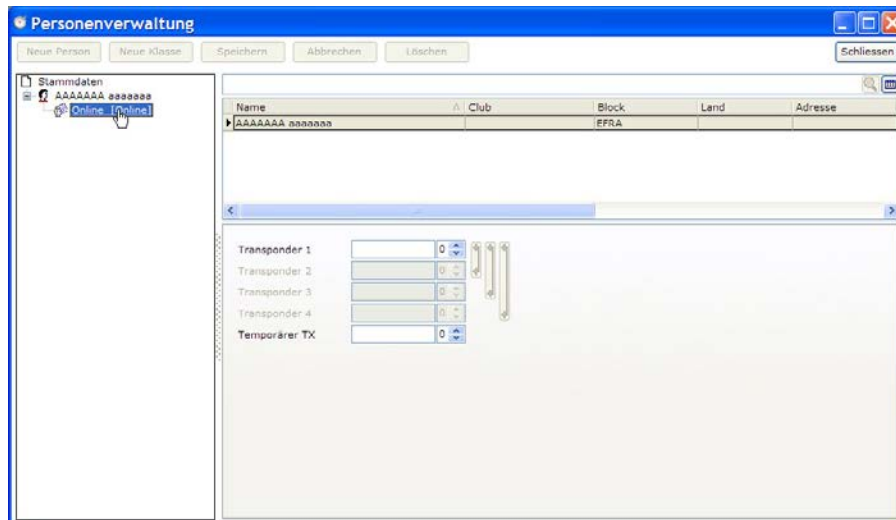 Personenverwaltung
Neue Person Neue Klasse Speichern Abbrechen Löschen Schliessen
Stammdaten
AAAAAAA aaaaaaa
Online [Online]
Name Club Block Land Adresse
AAAAAAA aaaaaaa EFRA
Transponder 1 0
Transponder 2 0
Transponder 3 0
Transponder 4 0
Temporärer TX 0